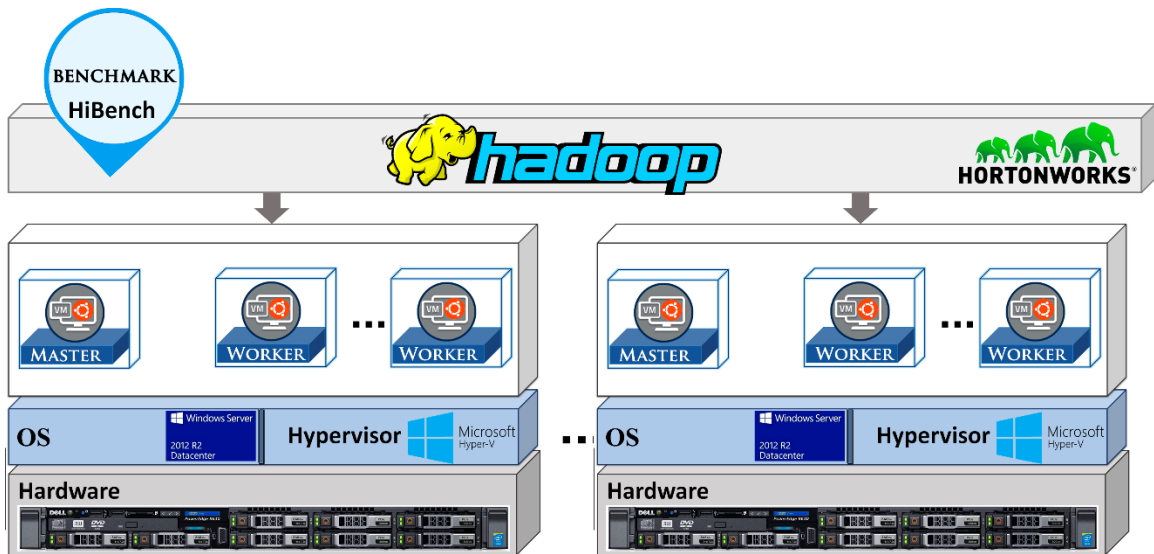 BENCHMARK
HiBench
hadoop
HORTONWORKS®
VM
MASTER
VM
WORKER
...
VM
WORKER
VM
MASTER
VM
WORKER
...
VM
WORKER
OS
Windows Server
2012 R2
Datacenter
Hypervisor
Microsoft
Hyper-V
...
OS
Windows Server
2012 R2
Datacenter
Hypervisor
Microsoft
Hyper-V
Hardware
DELL
Hardware
DELL